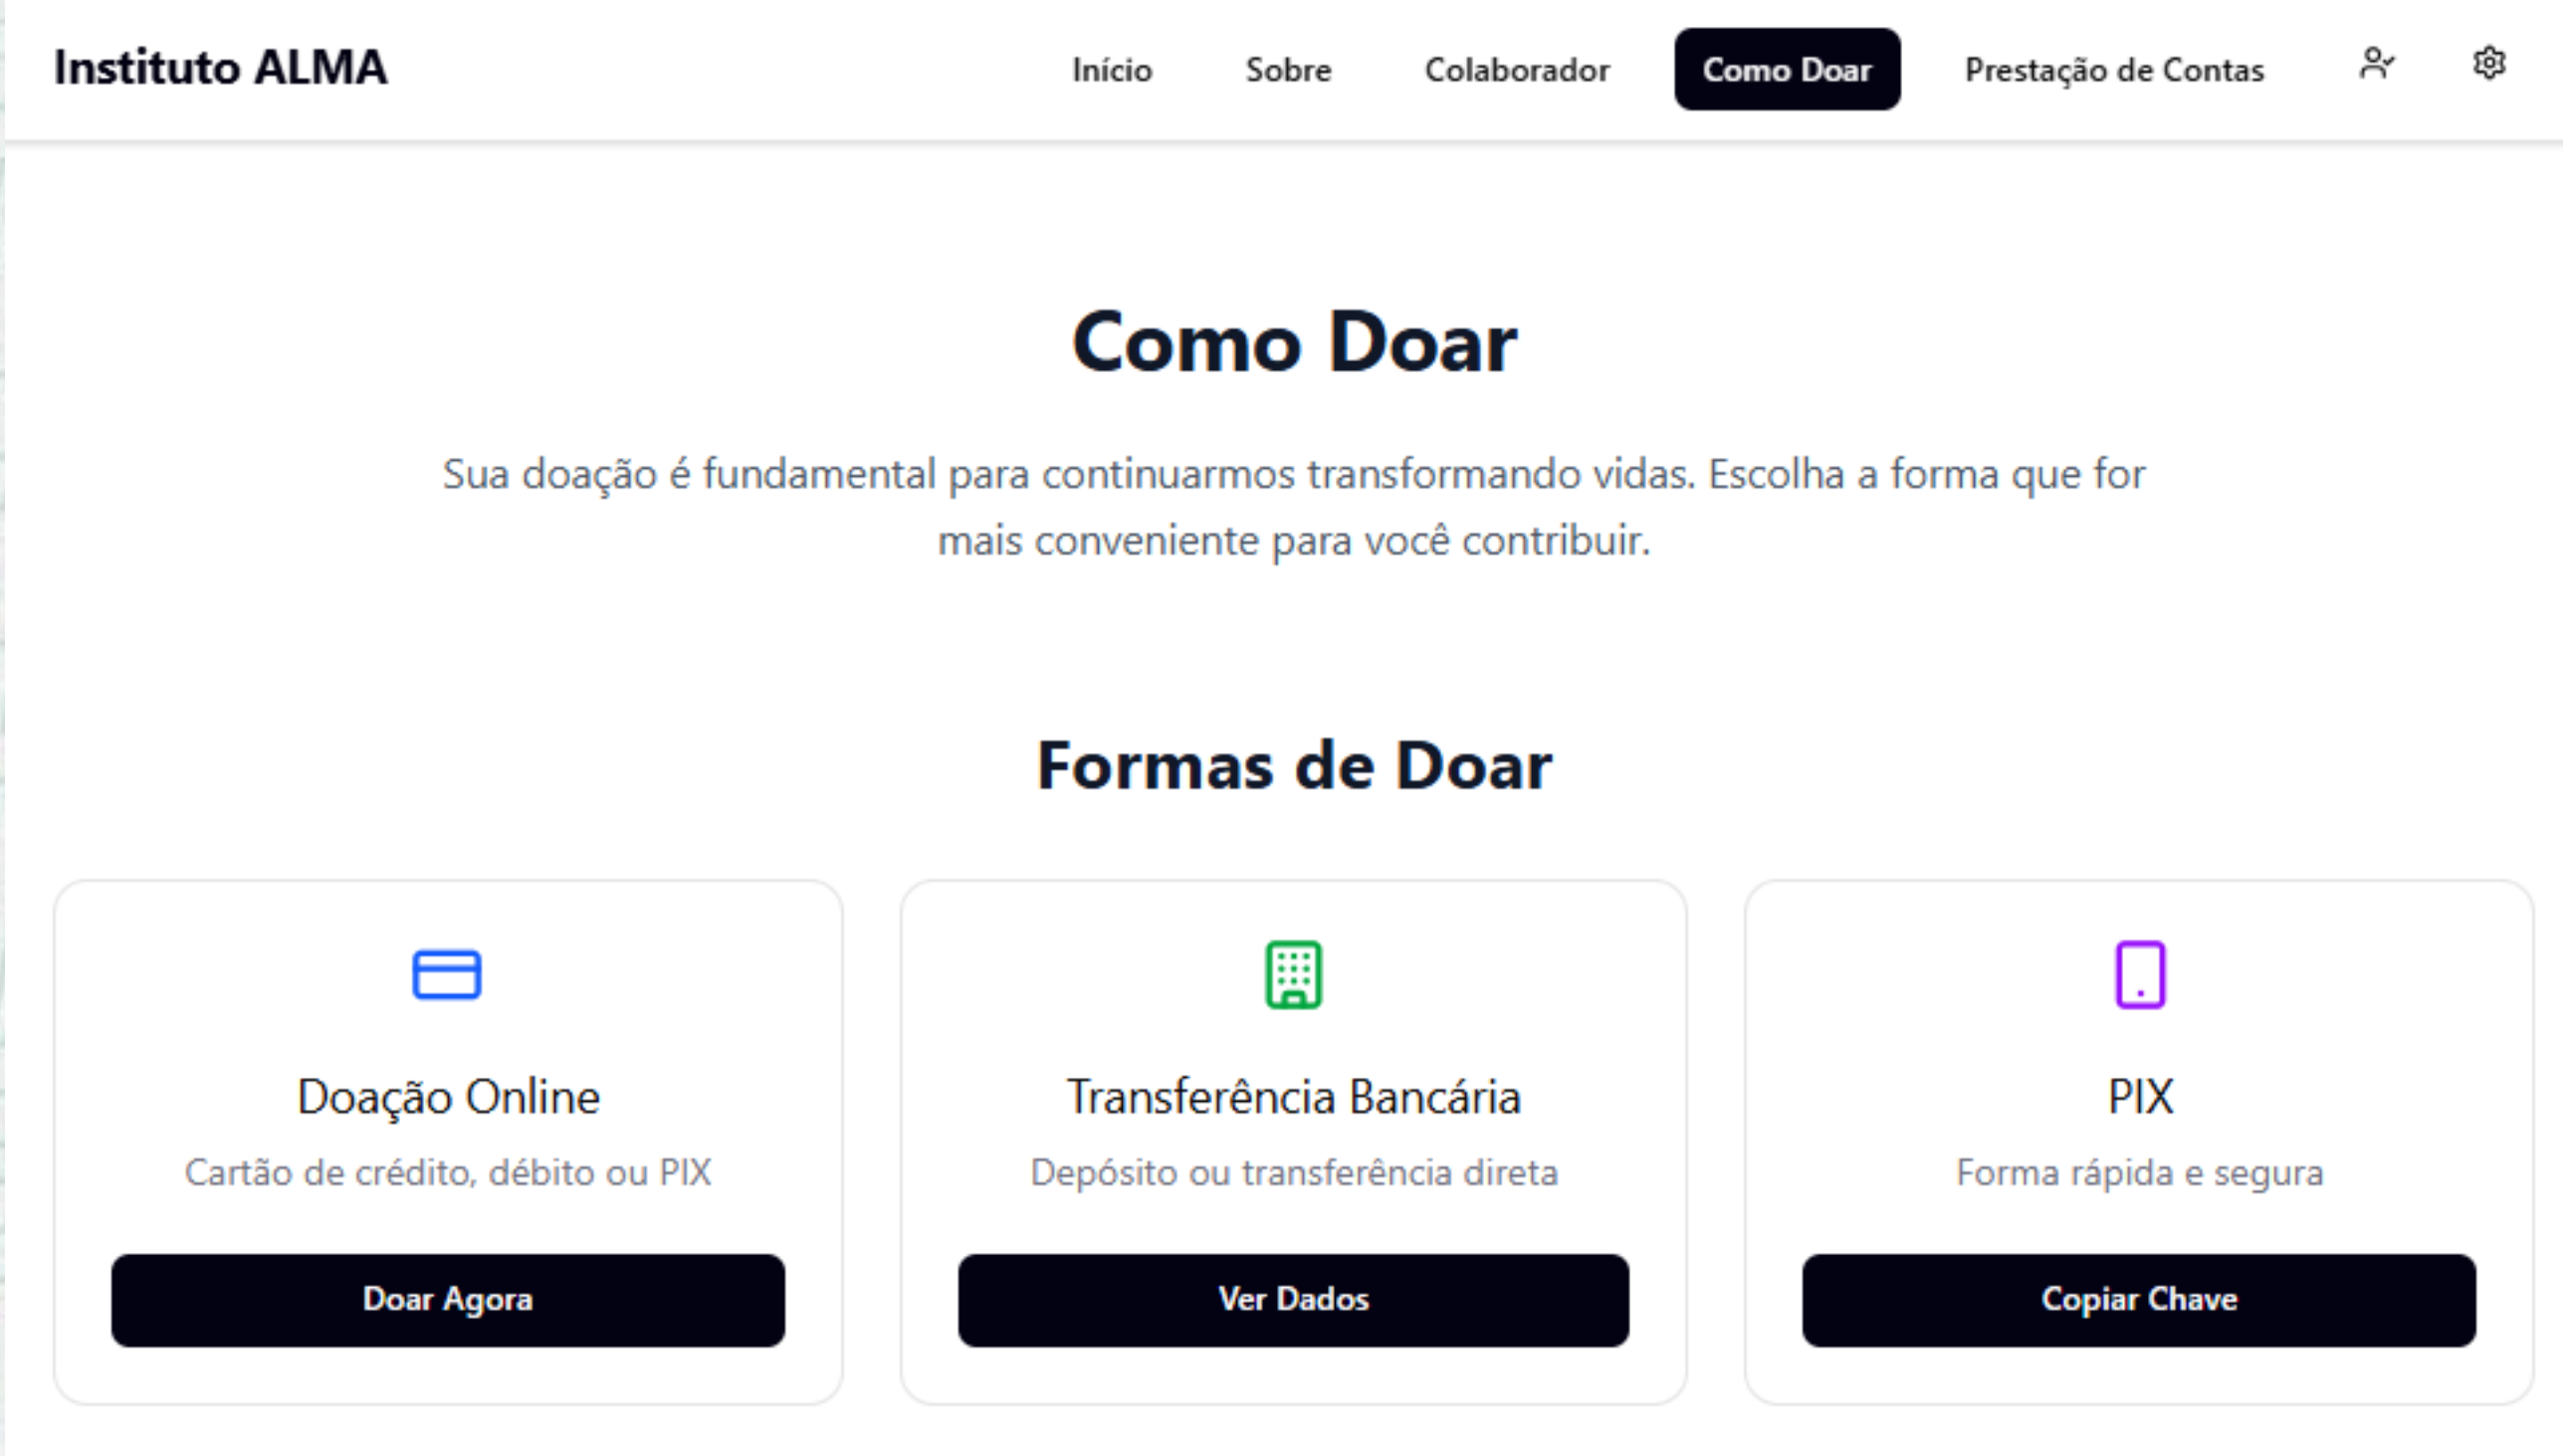 Instituto ALMA
Início
Sobre
Colaborador
Como Doar
Prestação de Contas
Como Doar
Sua doação é fundamental para continuarmos transformando vidas. Escolha a forma que for
mais conveniente para você contribuir.
Formas de Doar
Doação Online
Cartão de crédito, débito ou PIX
Doar Agora
Transferência Bancária
Depósito ou transferência direta
Ver Dados
PIX
Forma rápida e segura
Copiar Chave